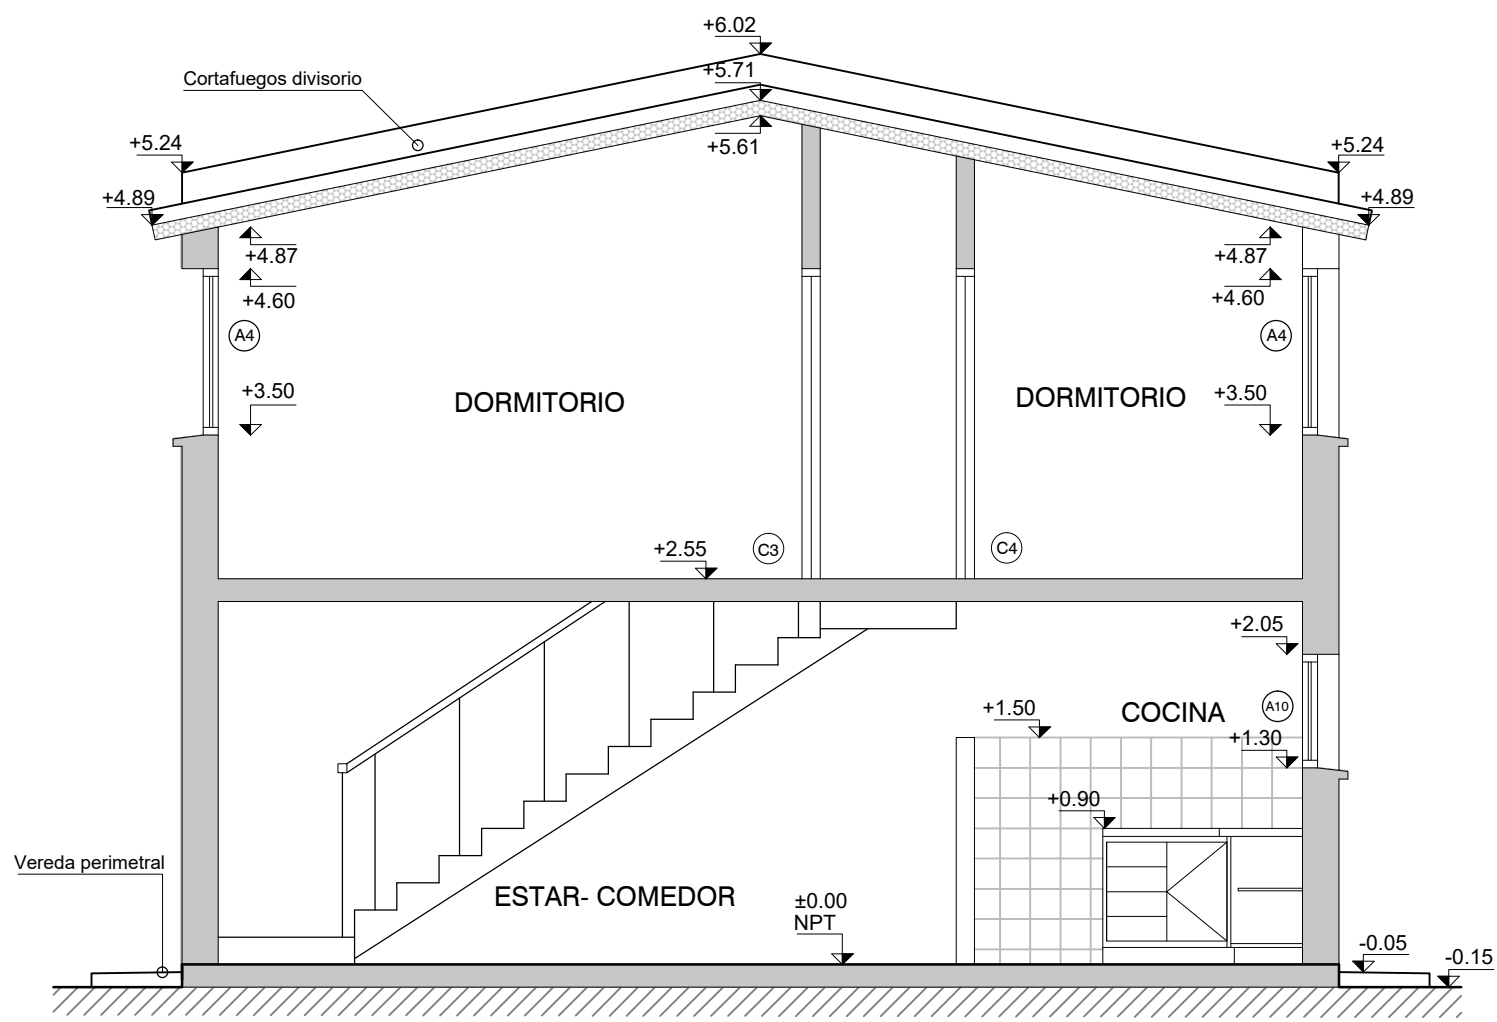 +6.02
Cortafuegos divisorio
+5.71
+5.24
+5.61
+5.24
+4.89
+4.89
+4.87
+4.87
+4.60
+4.60
A4
A4
+3.50
DORMITORIO
DORMITORIO
+3.50
+2.55
C3
C4
+2.05
+1.50
COCINA
A10
+1.30
+0.90
Vereda perimetral
ESTAR- COMEDOR
±0.00
NPT
-0.05
-0.15